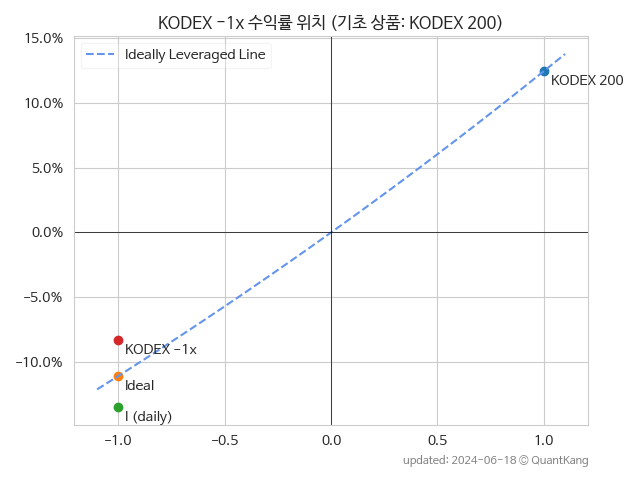 KODEX -1x 수익률 위치 (기초 상품: KODEX 200)
15.0%
Ideally Leveraged Line
KODEX 200
10.0%
5.0%
0.0%
-5.0%
KODEX -1x
-10.0%
Ideal
I (daily)
-1.0 -0.5 0.0 0.5 1.0
updated: 2024-06-18 © QuantKang